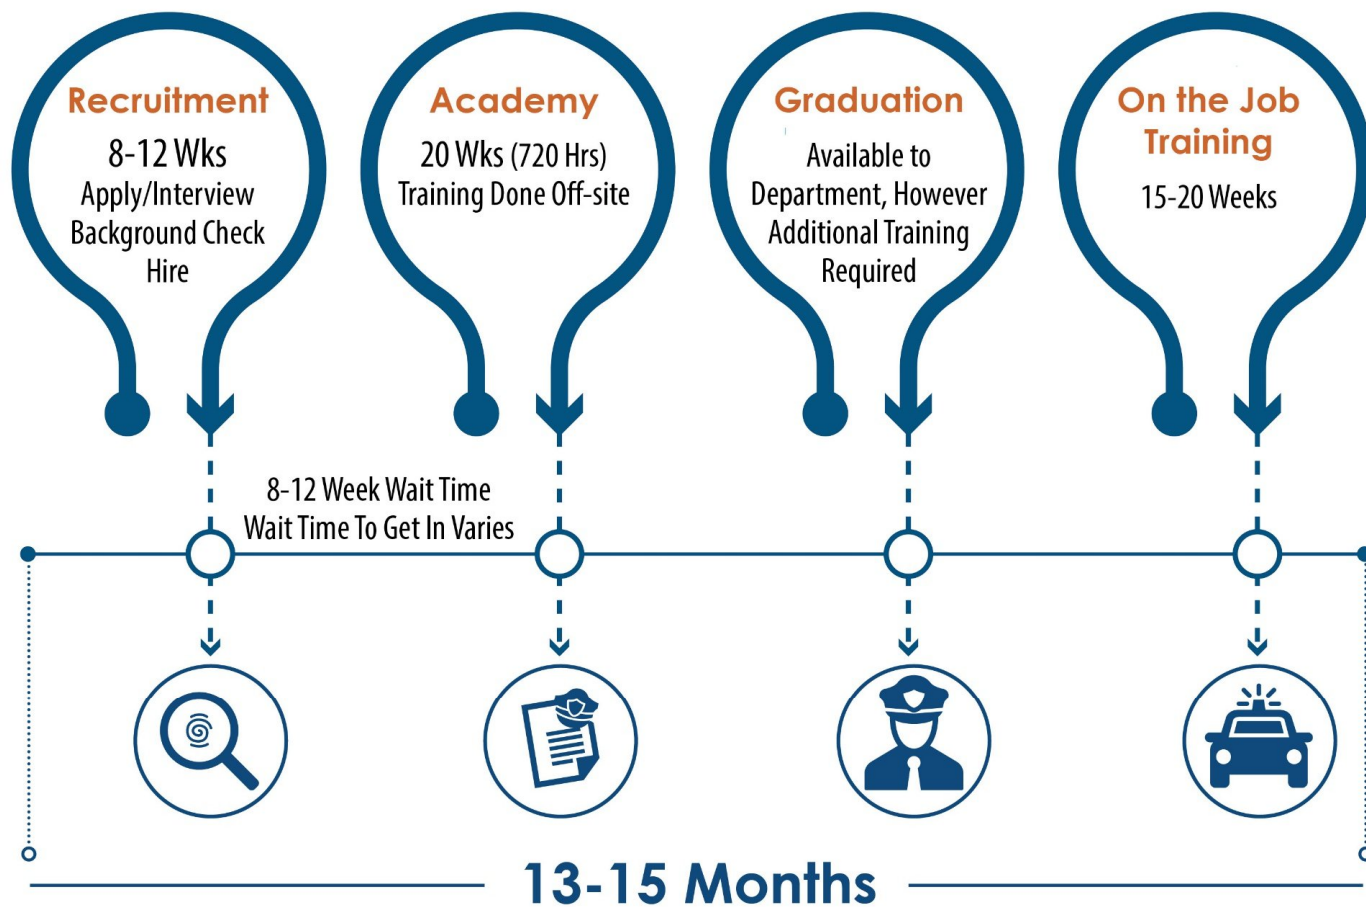 Recruitment
8-12 Wks
Apply/Interview
Background Check
Hire
Academy
20 Wks (720 Hrs)
Training Done Off-site
Graduation
Available to
Department, However
Additional Training
Required
On the Job
Training
15-20 Weeks
8-12 Week Wait Time
Wait Time To Get In Varies
13-15 Months